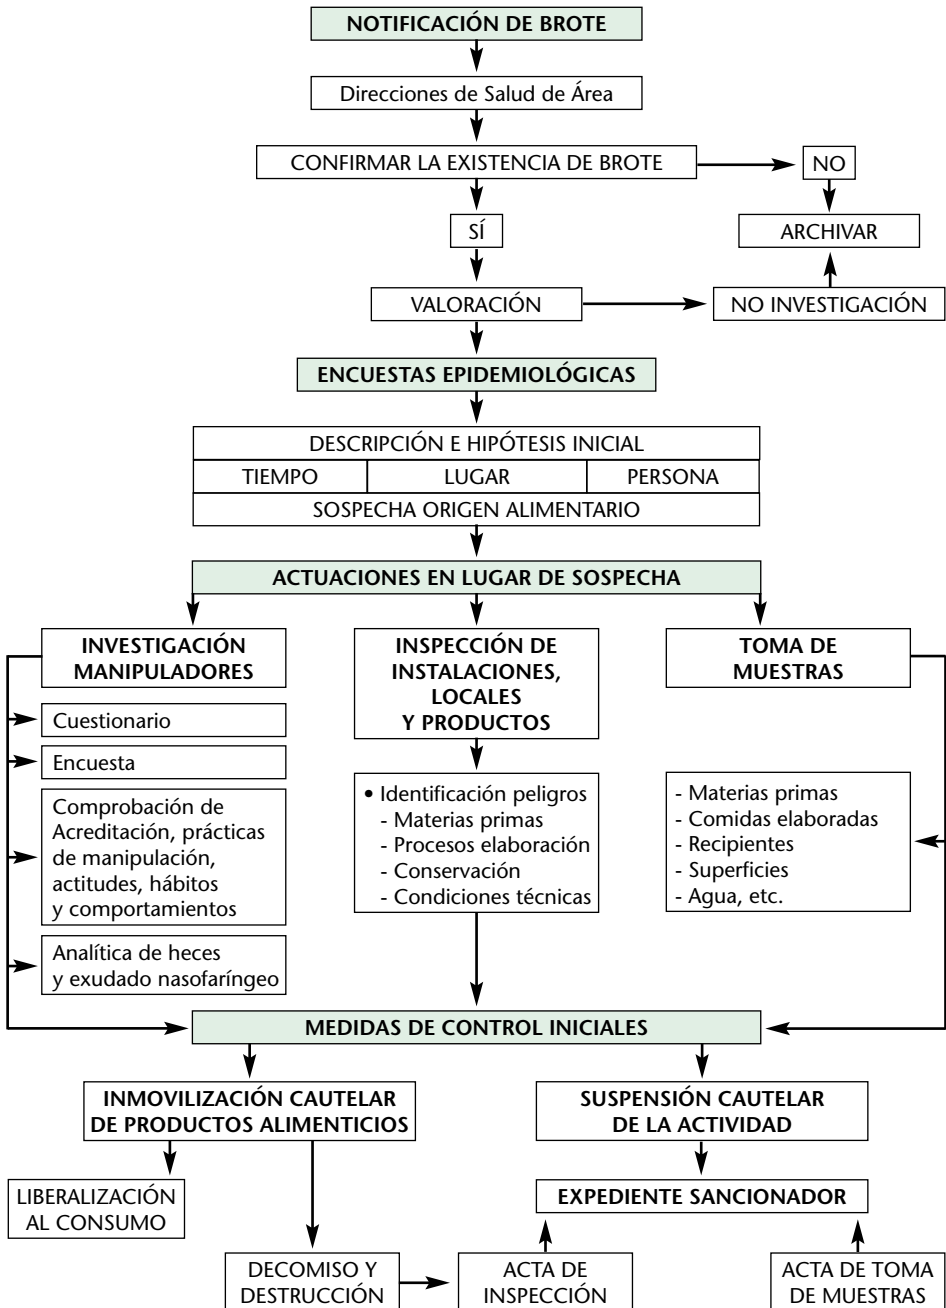 NOTIFICACIÓN DE BROTE
Direcciones de Salud de Área
CONFIRMAR LA EXISTENCIA DE BROTE
NO
SÍ
ARCHIVAR
VALORACIÓN
NO INVESTIGACIÓN
ENCUESTAS EPIDEMIOLÓGICAS
DESCRIPCIÓN E HIPÓTESIS INICIAL
TIEMPO
LUGAR
PERSONA
SOSPECHA ORIGEN ALIMENTARIO
ACTUACIONES EN LUGAR DE SOSPECHA
INVESTIGACIÓN
MANIPULADORES
Cuestionario
Encuesta
Comprobación de
Acreditación, prácticas
de manipulación,
actitudes, hábitos
y comportamientos
Analítica de heces
y exudado nasofaríngeo
INSPECCIÓN DE
INSTALACIONES,
LOCALES
Y PRODUCTOS
• Identificación peligros
- Materias primas
- Procesos elaboración
- Conservación
- Condiciones técnicas
TOMA DE
MUESTRAS
- Materias primas
- Comidas elaboradas
- Recipientes
- Superficies
- Agua, etc.
MEDIDAS DE CONTROL INICIALES
INMOVILIZACIÓN CAUTELAR
DE PRODUCTOS ALIMENTICIOS
SUSPENSIÓN CAUTELAR
DE LA ACTIVIDAD
LIBERALIZACIÓN
AL CONSUMO
EXPEDIENTE SANCIONADOR
DECOMISO Y
DESTRUCCIÓN
ACTA DE
INSPECCIÓN
ACTA DE TOMA
DE MUESTRAS